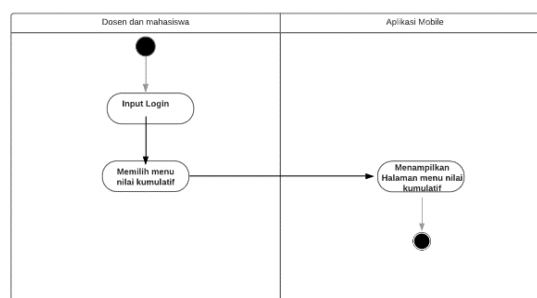 Dosen dan mahasiswa
Aplikasi Mobile
Input Login
Memilih menu
nilai kumulatif
Menampilkan
Halaman menu nilai
kumulatif